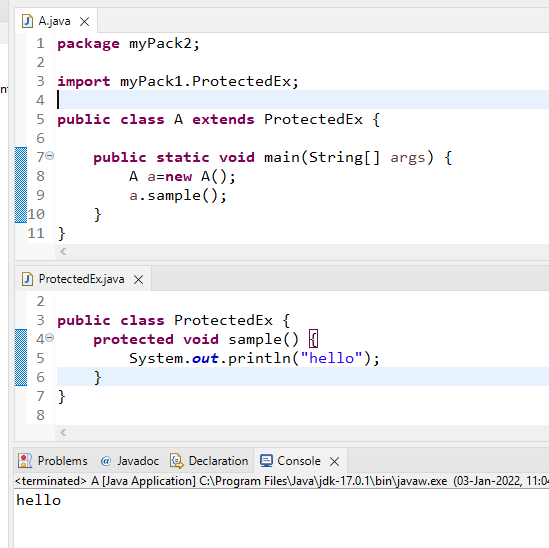 A.java
1 package myPack2;
2
3 import myPack1.ProtectedEx;
4
5 public class A extends ProtectedEx {
6
7 public static void main(String[] args) {
8 A a=new A();
9 a.sample();
10 }
11 }
ProtectedEx.java
2
3 public class ProtectedEx {
4 protected void sample() {
5 System.out.println("hello");
6 }
7 }
8
Problems @ Javadoc Declaration Console
<terminated> A [Java Application] C:\Program Files\Java\jdk-17.0.1\bin\javaw.exe (03-Jan-2022, 11:04
hello